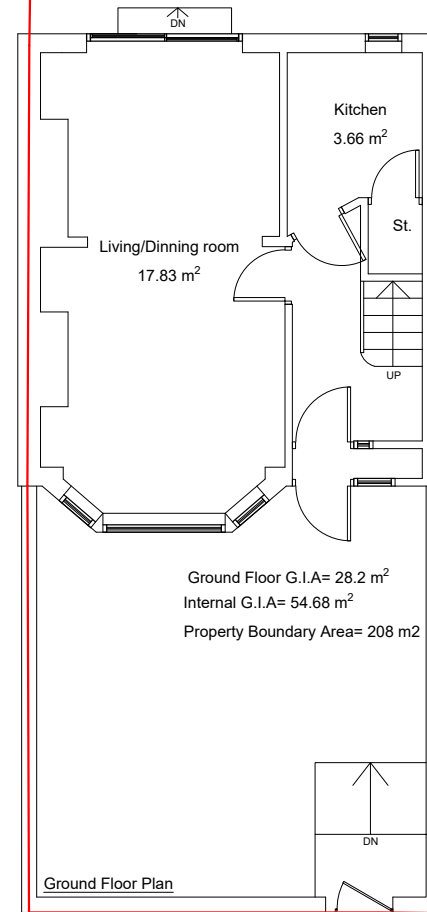 DN
Kitchen
3.66 m²
St.
Living/Dinning room
17.83 m²
UP
Ground Floor G.I.A= 28.2 m²
Internal G.I.A= 54.68 m²
Property Boundary Area= 208 m2
DN
Ground Floor Plan